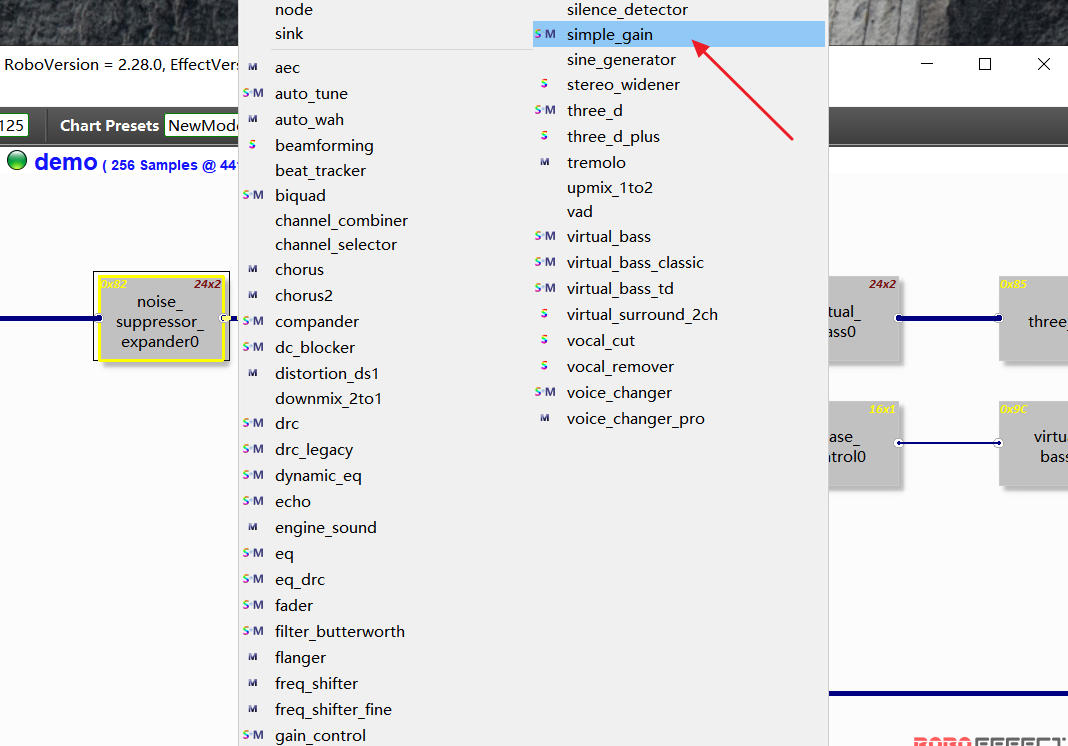 RoboVersion = 2.28.0, EffectVers
125
Chart Presets
NewMode
demo ( 256 Samples @ 441
0x82
24x2
noise_
suppressor_
expander0
node
sink
M aec
S·M auto_tune
M auto_wah
S beamforming
beat_tracker
S·M biquad
channel_combiner
channel_selector
M chorus
M chorus2
S·M compander
S·M dc_blocker
M distortion_ds1
downmix_2to1
S·M drc
S·M drc_legacy
S·M dynamic_eq
S·M echo
M engine_sound
S·M eq
S·M eq_drc
S·M fader
S·M filter_butterworth
M flanger
M freq_shifter
M freq_shifter_fine
S·M gain_control
silence_detector
S·M simple_gain
sine_generator
S stereo_widener
S·M three_d
S three_d_plus
M tremolo
upmix_1to2
vad
S·M virtual_bass
S·M virtual_bass_classic
S·M virtual_bass_td
S virtual_surround_2ch
S vocal_cut
S vocal_remover
S·M voice_changer
M voice_changer_pro
24x2
tual_
ass0
0x85
three_
16x1
ase_
ntrol0
0x9C
virtu
bass
ROBOEFFECT